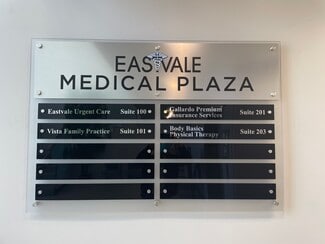 EASTVALE
MEDICAL PLAZA
Eastvale Urgent Care Suite 100
Vista Family Practice Suite 101
Gallardo Premium
Insurance Services Suite 201
Body Basics
Physical Therapy Suite 203